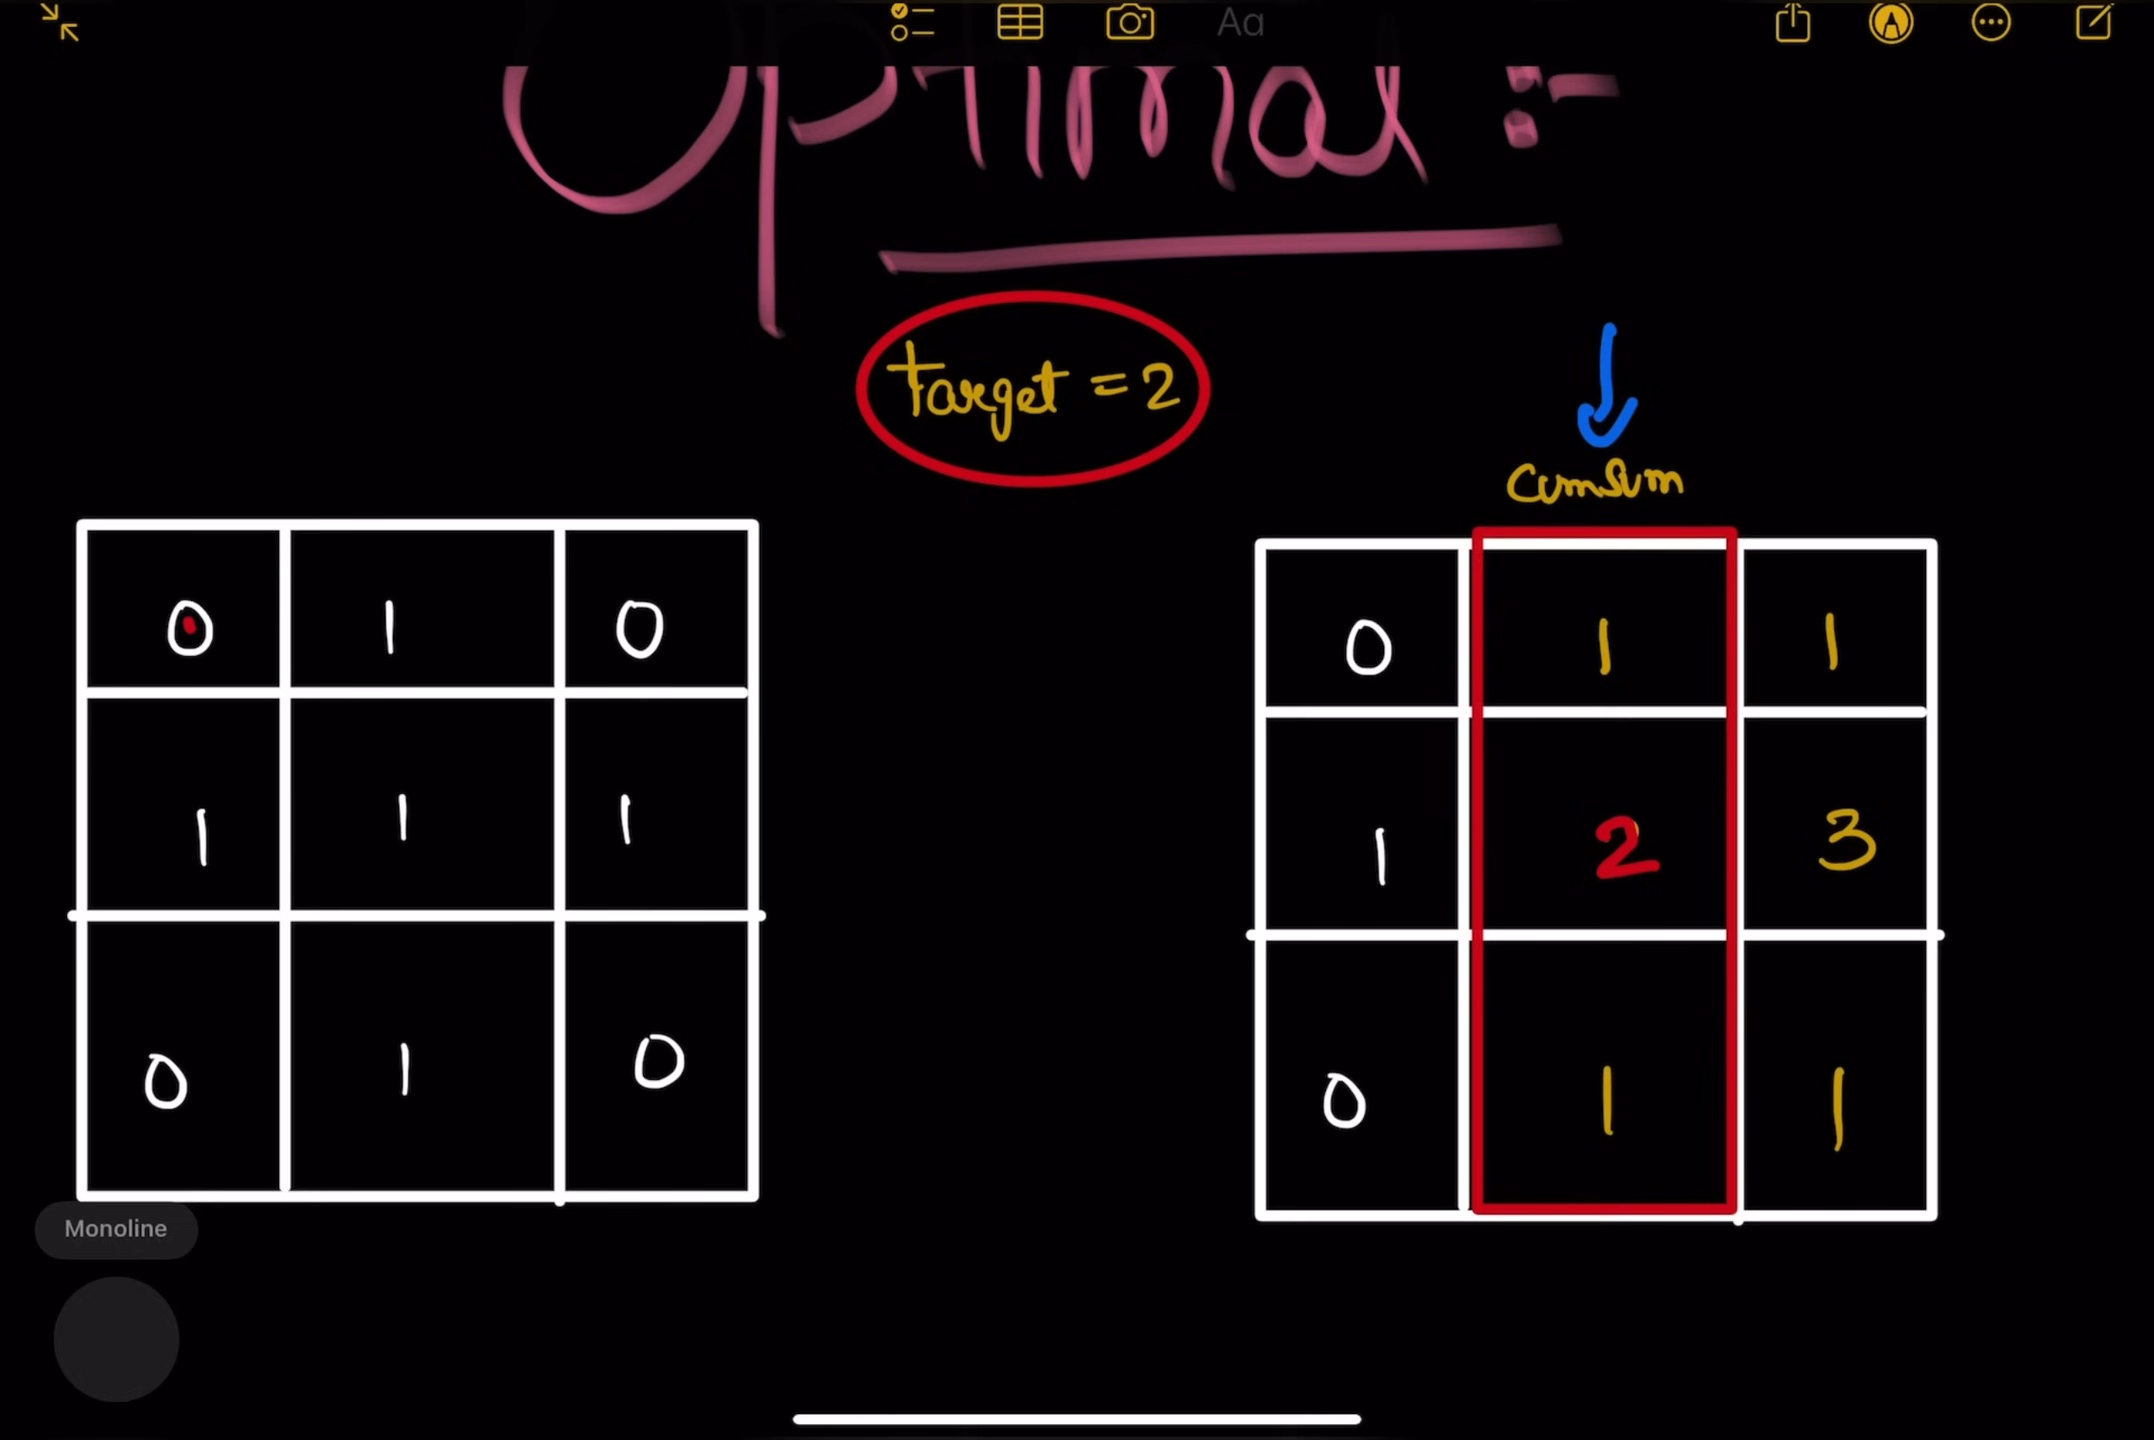 Aa
Optimal :-
target = 2
CumSum
0 1 0
1 1 1
0 1 0
0 1 1
1 2 3
0 1 1
Monoline